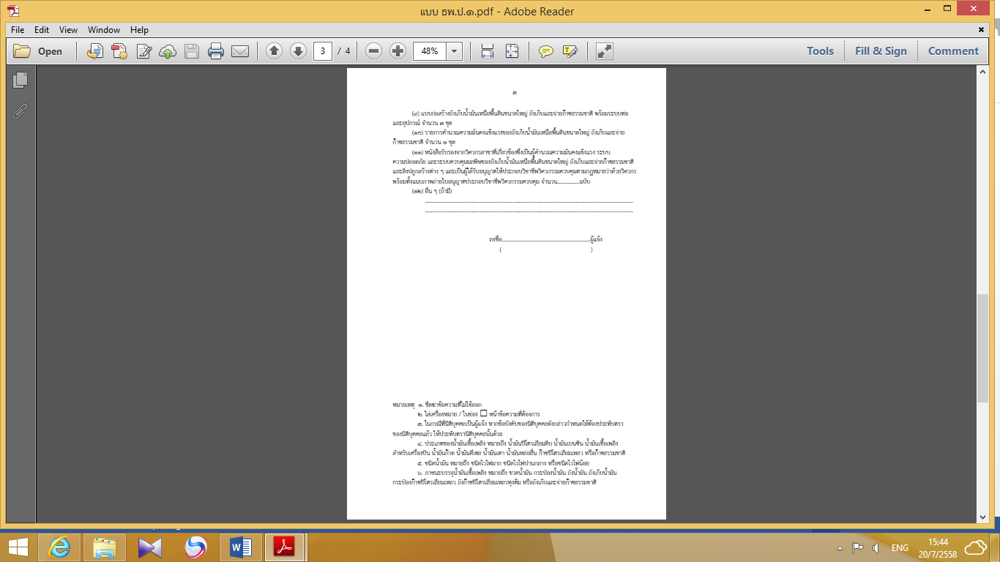 แบบ ธพ.ป.๑.pdf - Adobe Reader
File Edit View Window Help
Open 3 / 4 48% Tools Fill & Sign Comment
๓
(๙) แบบก่อสร้างถังเก็บน้ำมันเหนือพื้นดินขนาดใหญ่ ถังเก็บและจ่ายก๊าซธรรมชาติ พร้อมระบบท่อ
และอุปกรณ์ จำนวน ๓ ชุด
(๑๐) รายการคำนวณความมั่นคงแข็งแรงของถังเก็บน้ำมันเหนือพื้นดินขนาดใหญ่ ถังเก็บและจ่าย
ก๊าซธรรมชาติ จำนวน ๑ ชุด
(๑๑) หนังสือรับรองจากวิศวกรสาขาที่เกี่ยวข้องซึ่งเป็นผู้คำนวณความมั่นคงแข็งแรง ระบบ
ความปลอดภัย และระบบควบคุมมลพิษของถังเก็บน้ำมันเหนือพื้นดินขนาดใหญ่ ถังเก็บและจ่ายก๊าซธรรมชาติ
และสิ่งปลูกสร้างต่าง ๆ และเป็นผู้ได้รับอนุญาตให้ประกอบวิชาชีพวิศวกรรมควบคุมตามกฎหมายว่าด้วยวิศวกร
พร้อมทั้งแนบภาพถ่ายใบอนุญาตประกอบวิชาชีพวิศวกรรมควบคุม จำนวน...............ฉบับ
(๑๒) อื่น ๆ (ถ้ามี)
ลงชื่อ............................................................ผู้แจ้ง
( )
หมายเหตุ ๑. ขีดฆ่าข้อความที่ไม่ใช้ออก
๒. ใส่เครื่องหมาย / ในช่อง □ หน้าข้อความที่ต้องการ
๓. ในกรณีที่นิติบุคคลเป็นผู้แจ้ง หากข้อบังคับของนิติบุคคลดังกล่าวกำหนดให้ต้องประทับตรา
ของนิติบุคคลแล้ว ให้ประทับตรานิติบุคคลนั้นด้วย
๔. ประเภทของน้ำมันเชื้อเพลิง หมายถึง น้ำมันปิโตรเลียมดิบ น้ำมันเบนซิน น้ำมันเชื้อเพลิง
สำหรับเครื่องบิน น้ำมันก๊าด น้ำมันดีเซล น้ำมันเตา น้ำมันหล่อลื่น ก๊าซปิโตรเลียมเหลว หรือก๊าซธรรมชาติ
๕. ชนิดน้ำมัน หมายถึง ชนิดไวไฟมาก ชนิดไวไฟปานกลาง หรือชนิดไวไฟน้อย
๖. ภาชนะบรรจุน้ำมันเชื้อเพลิง หมายถึง ขวดน้ำมัน กระป๋องน้ำมัน ถังน้ำมัน ถังเก็บน้ำมัน
กระป๋องก๊าซปิโตรเลียมเหลว ถังก๊าซปิโตรเลียมเหลวหุงต้ม หรือถังเก็บและจ่ายก๊าซธรรมชาติ
ENG 15:44
20/7/2558